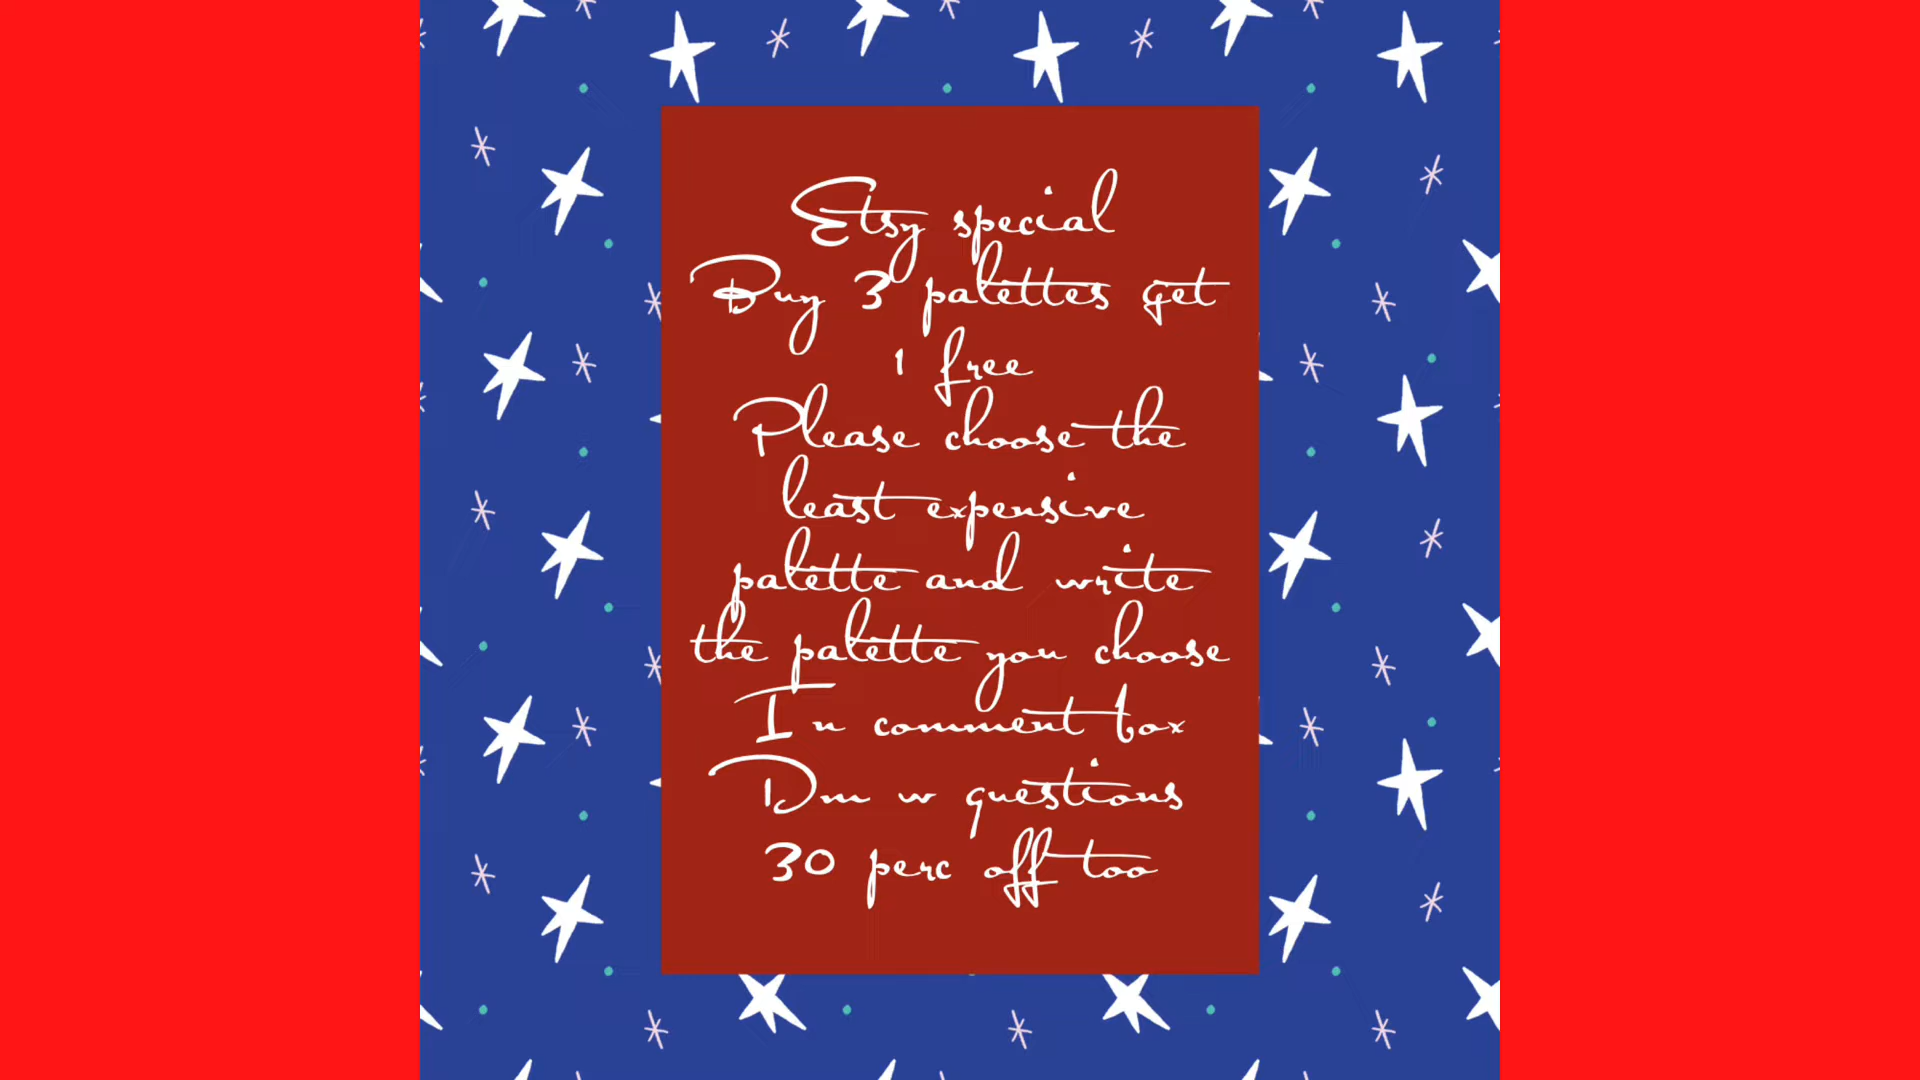 Etsy special
Buy 3 palettes get
1 free
Please choose the
least expensive
palette and write
the palette you choose
In comment box
Dm w questions
30 perc off too